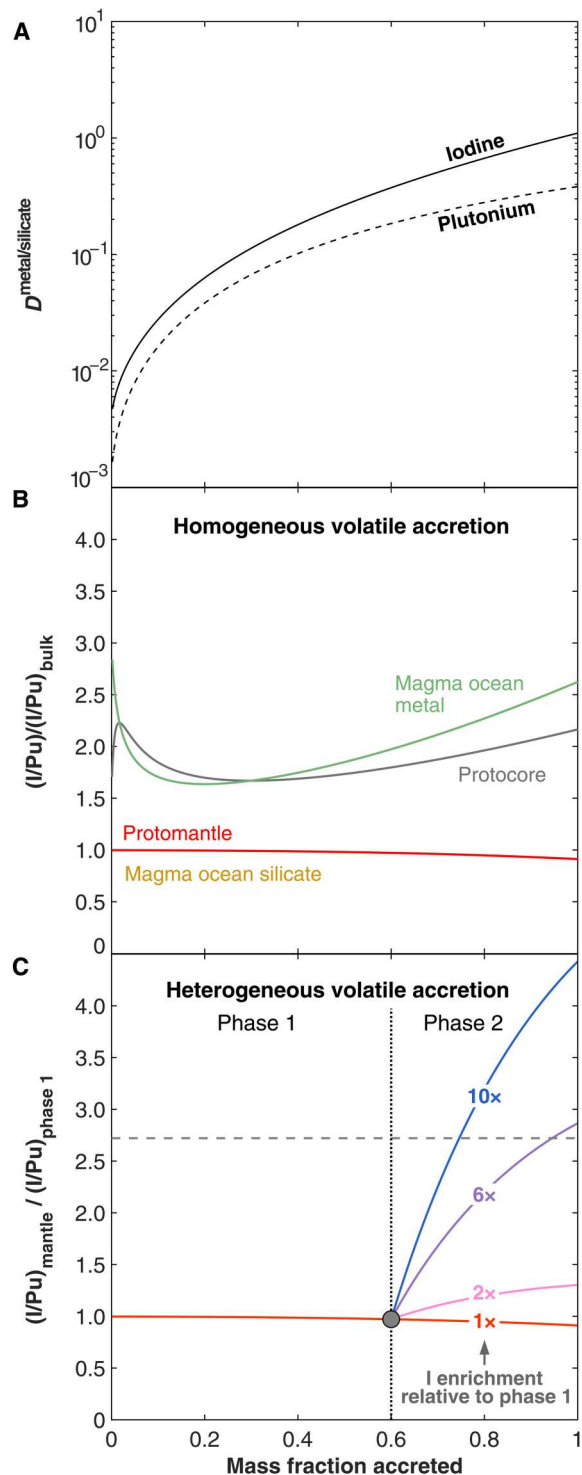 A
10¹
10⁰
10⁻¹
10⁻²
10⁻³
D^metal/silicate
Iodine
Plutonium
B
Homogeneous volatile accretion
4.0
3.5
3.0
2.5
2.0
1.5
1.0
0.5
0
(I/Pu)/(I/Pu)bulk
Magma ocean
metal
Protocore
Protomantle
Magma ocean silicate
C
Heterogeneous volatile accretion
Phase 1
Phase 2
4.0
3.5
3.0
2.5
2.0
1.5
1.0
0.5
0
(I/Pu)mantle / (I/Pu)phase 1
10×
6×
2×
1×
I enrichment
relative to phase 1
0
0.2
0.4
0.6
0.8
1
Mass fraction accreted